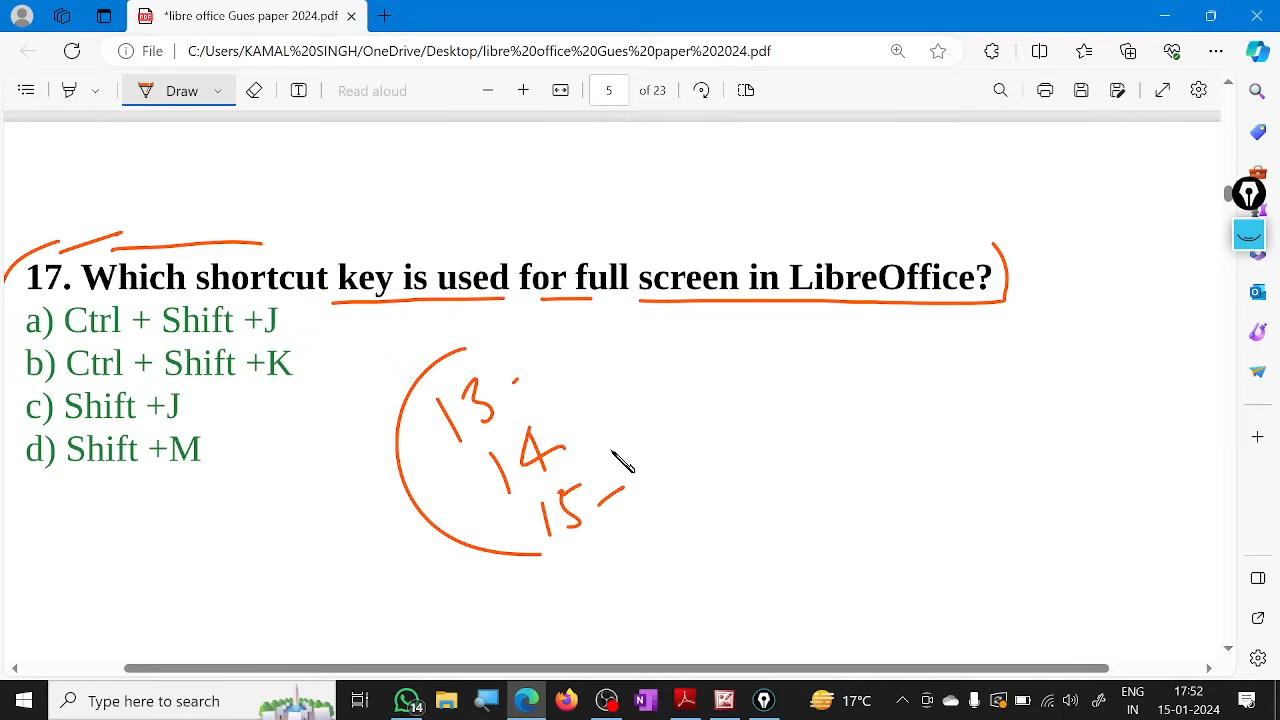 *libre office Gues paper 2024.pdf
File
C:/Users/KAMAL%20SINGH/OneDrive/Desktop/libre%20office%20Gues%20paper%202024.pdf
Draw
Read aloud
5
of 23
17. Which shortcut key is used for full screen in LibreOffice?
a) Ctrl + Shift +J
b) Ctrl + Shift +K
c) Shift +J
d) Shift +M
13
14
15 -
Type here to search
14
17°C
ENG
IN
17:52
15-01-2024